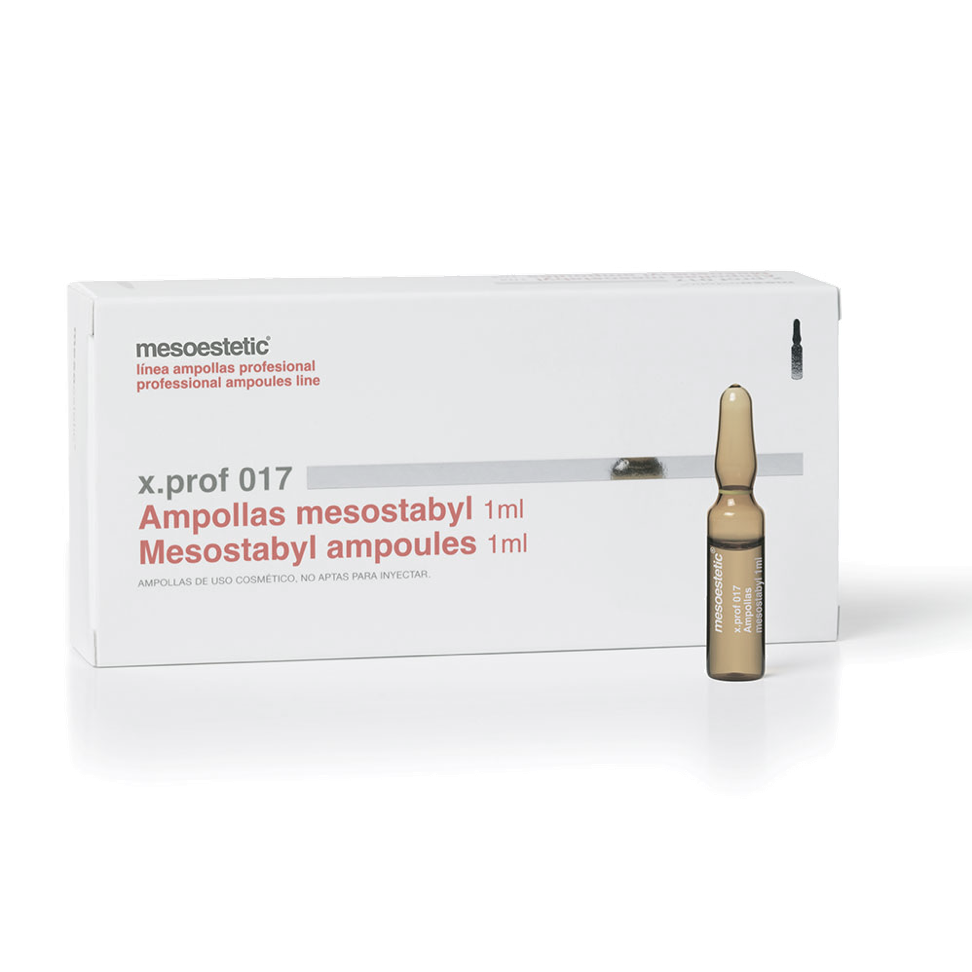 mesoestetic®
línea ampollas profesional
professional ampoules line
x.prof 017
Ampollas mesostabyl 1ml
Mesostabyl ampoules 1ml
AMPOLLAS DE USO COSMÉTICO, NO APTAS PARA INYECTAR.
mesoestetic
x.prof 017
Ampollas
mesostabyl 1ml